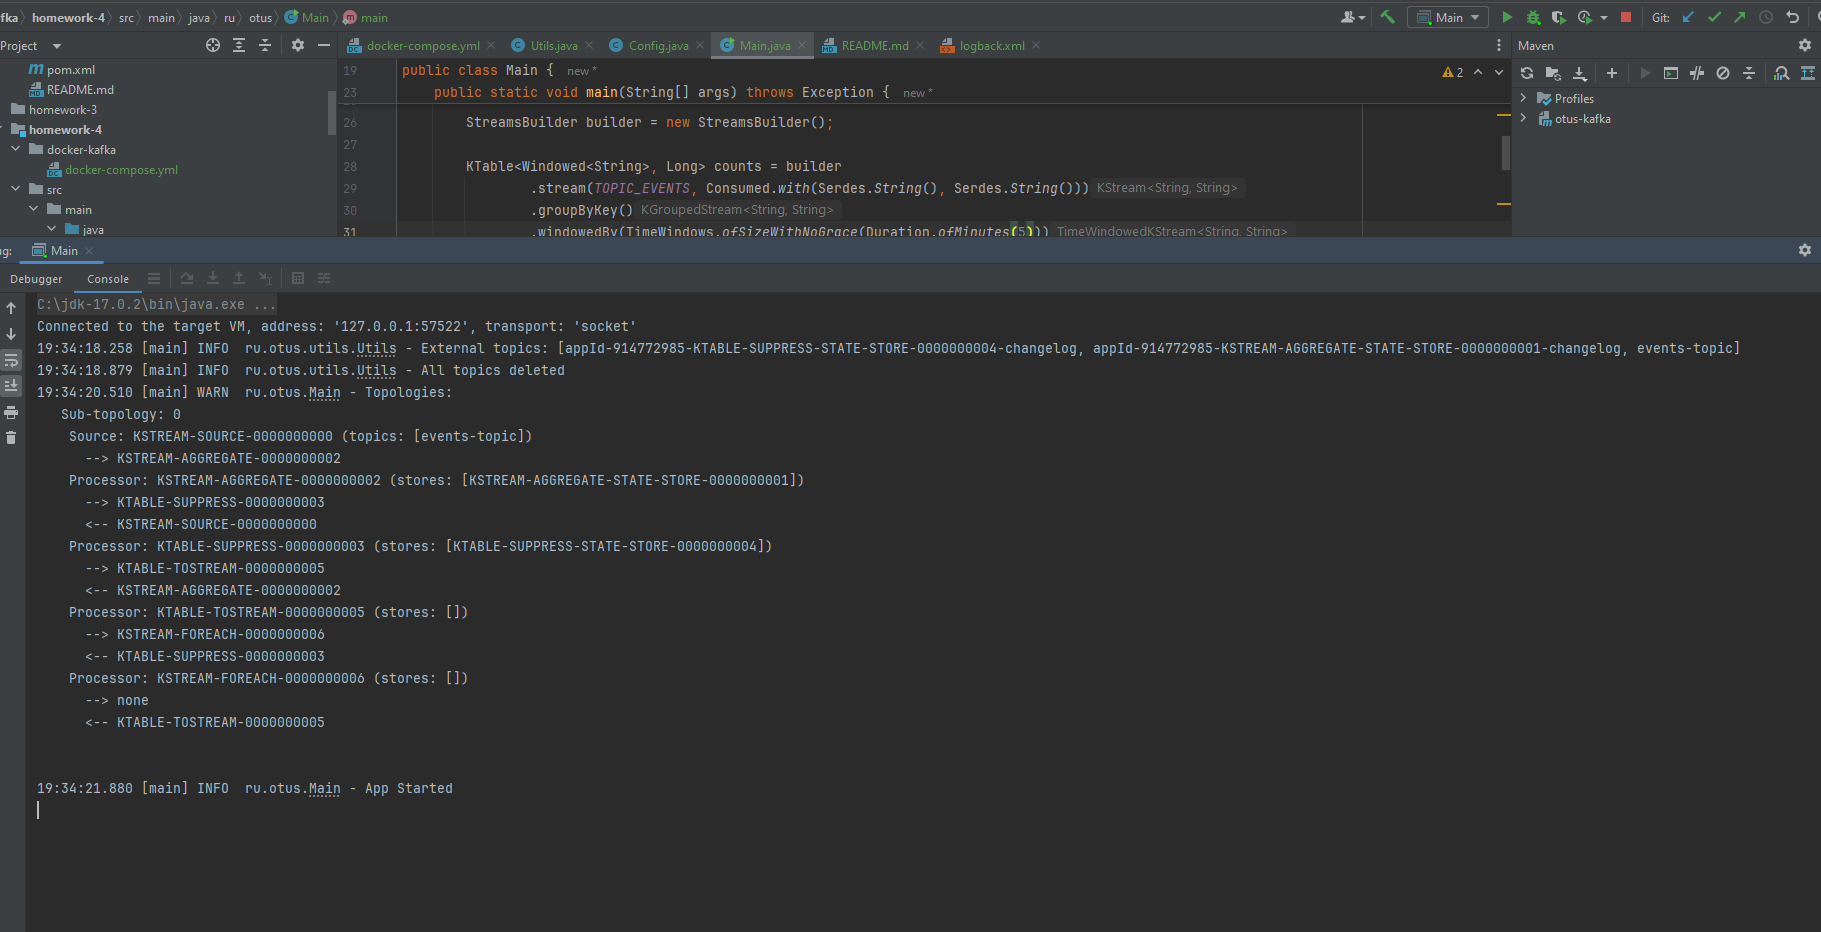 fka homework-4 src main java ru otus Main main
Main Git:
Project
docker-compose.yml Utils.java Config.java Main.java README.md logback.xml
Maven
pom.xml
README.md
homework-3
homework-4
docker-kafka
docker-compose.yml
src
main
java
19 public class Main { new *
23 public static void main(String[] args) throws Exception { new *
26 StreamsBuilder builder = new StreamsBuilder();
27
28 KTable<Windowed<String>, Long> counts = builder
29 .stream(TOPIC_EVENTS, Consumed.with(Serdes.String(), Serdes.String())) KStream<String, String>
30 .groupByKey() KGroupedStream<String, String>
31 .windowedBy(TimeWindows.ofSizeWithNoGrace(Duration.ofMinutes(5))) TimeWindowedKStream<String, String>
2
Profiles
otus-kafka
ug: Main
Debugger Console
C:\jdk-17.0.2\bin\java.exe ...
Connected to the target VM, address: '127.0.0.1:57522', transport: 'socket'
19:34:18.258 [main] INFO  ru.otus.utils.Utils - External topics: [appId-914772985-KTABLE-SUPPRESS-STATE-STORE-0000000004-changelog, appId-914772985-KSTREAM-AGGREGATE-STATE-STORE-0000000001-changelog, events-topic]
19:34:18.879 [main] INFO  ru.otus.utils.Utils - All topics deleted
19:34:20.510 [main] WARN  ru.otus.Main - Topologies:
Sub-topology: 0
Source: KSTREAM-SOURCE-0000000000 (topics: [events-topic])
--> KSTREAM-AGGREGATE-0000000002
Processor: KSTREAM-AGGREGATE-0000000002 (stores: [KSTREAM-AGGREGATE-STATE-STORE-0000000001])
--> KTABLE-SUPPRESS-0000000003
<-- KSTREAM-SOURCE-0000000000
Processor: KTABLE-SUPPRESS-0000000003 (stores: [KTABLE-SUPPRESS-STATE-STORE-0000000004])
--> KTABLE-TOSTREAM-0000000005
<-- KSTREAM-AGGREGATE-0000000002
Processor: KTABLE-TOSTREAM-0000000005 (stores: [])
--> KSTREAM-FOREACH-0000000006
<-- KTABLE-SUPPRESS-0000000003
Processor: KSTREAM-FOREACH-0000000006 (stores: [])
--> none
<-- KTABLE-TOSTREAM-0000000005
19:34:21.880 [main] INFO  ru.otus.Main - App Started